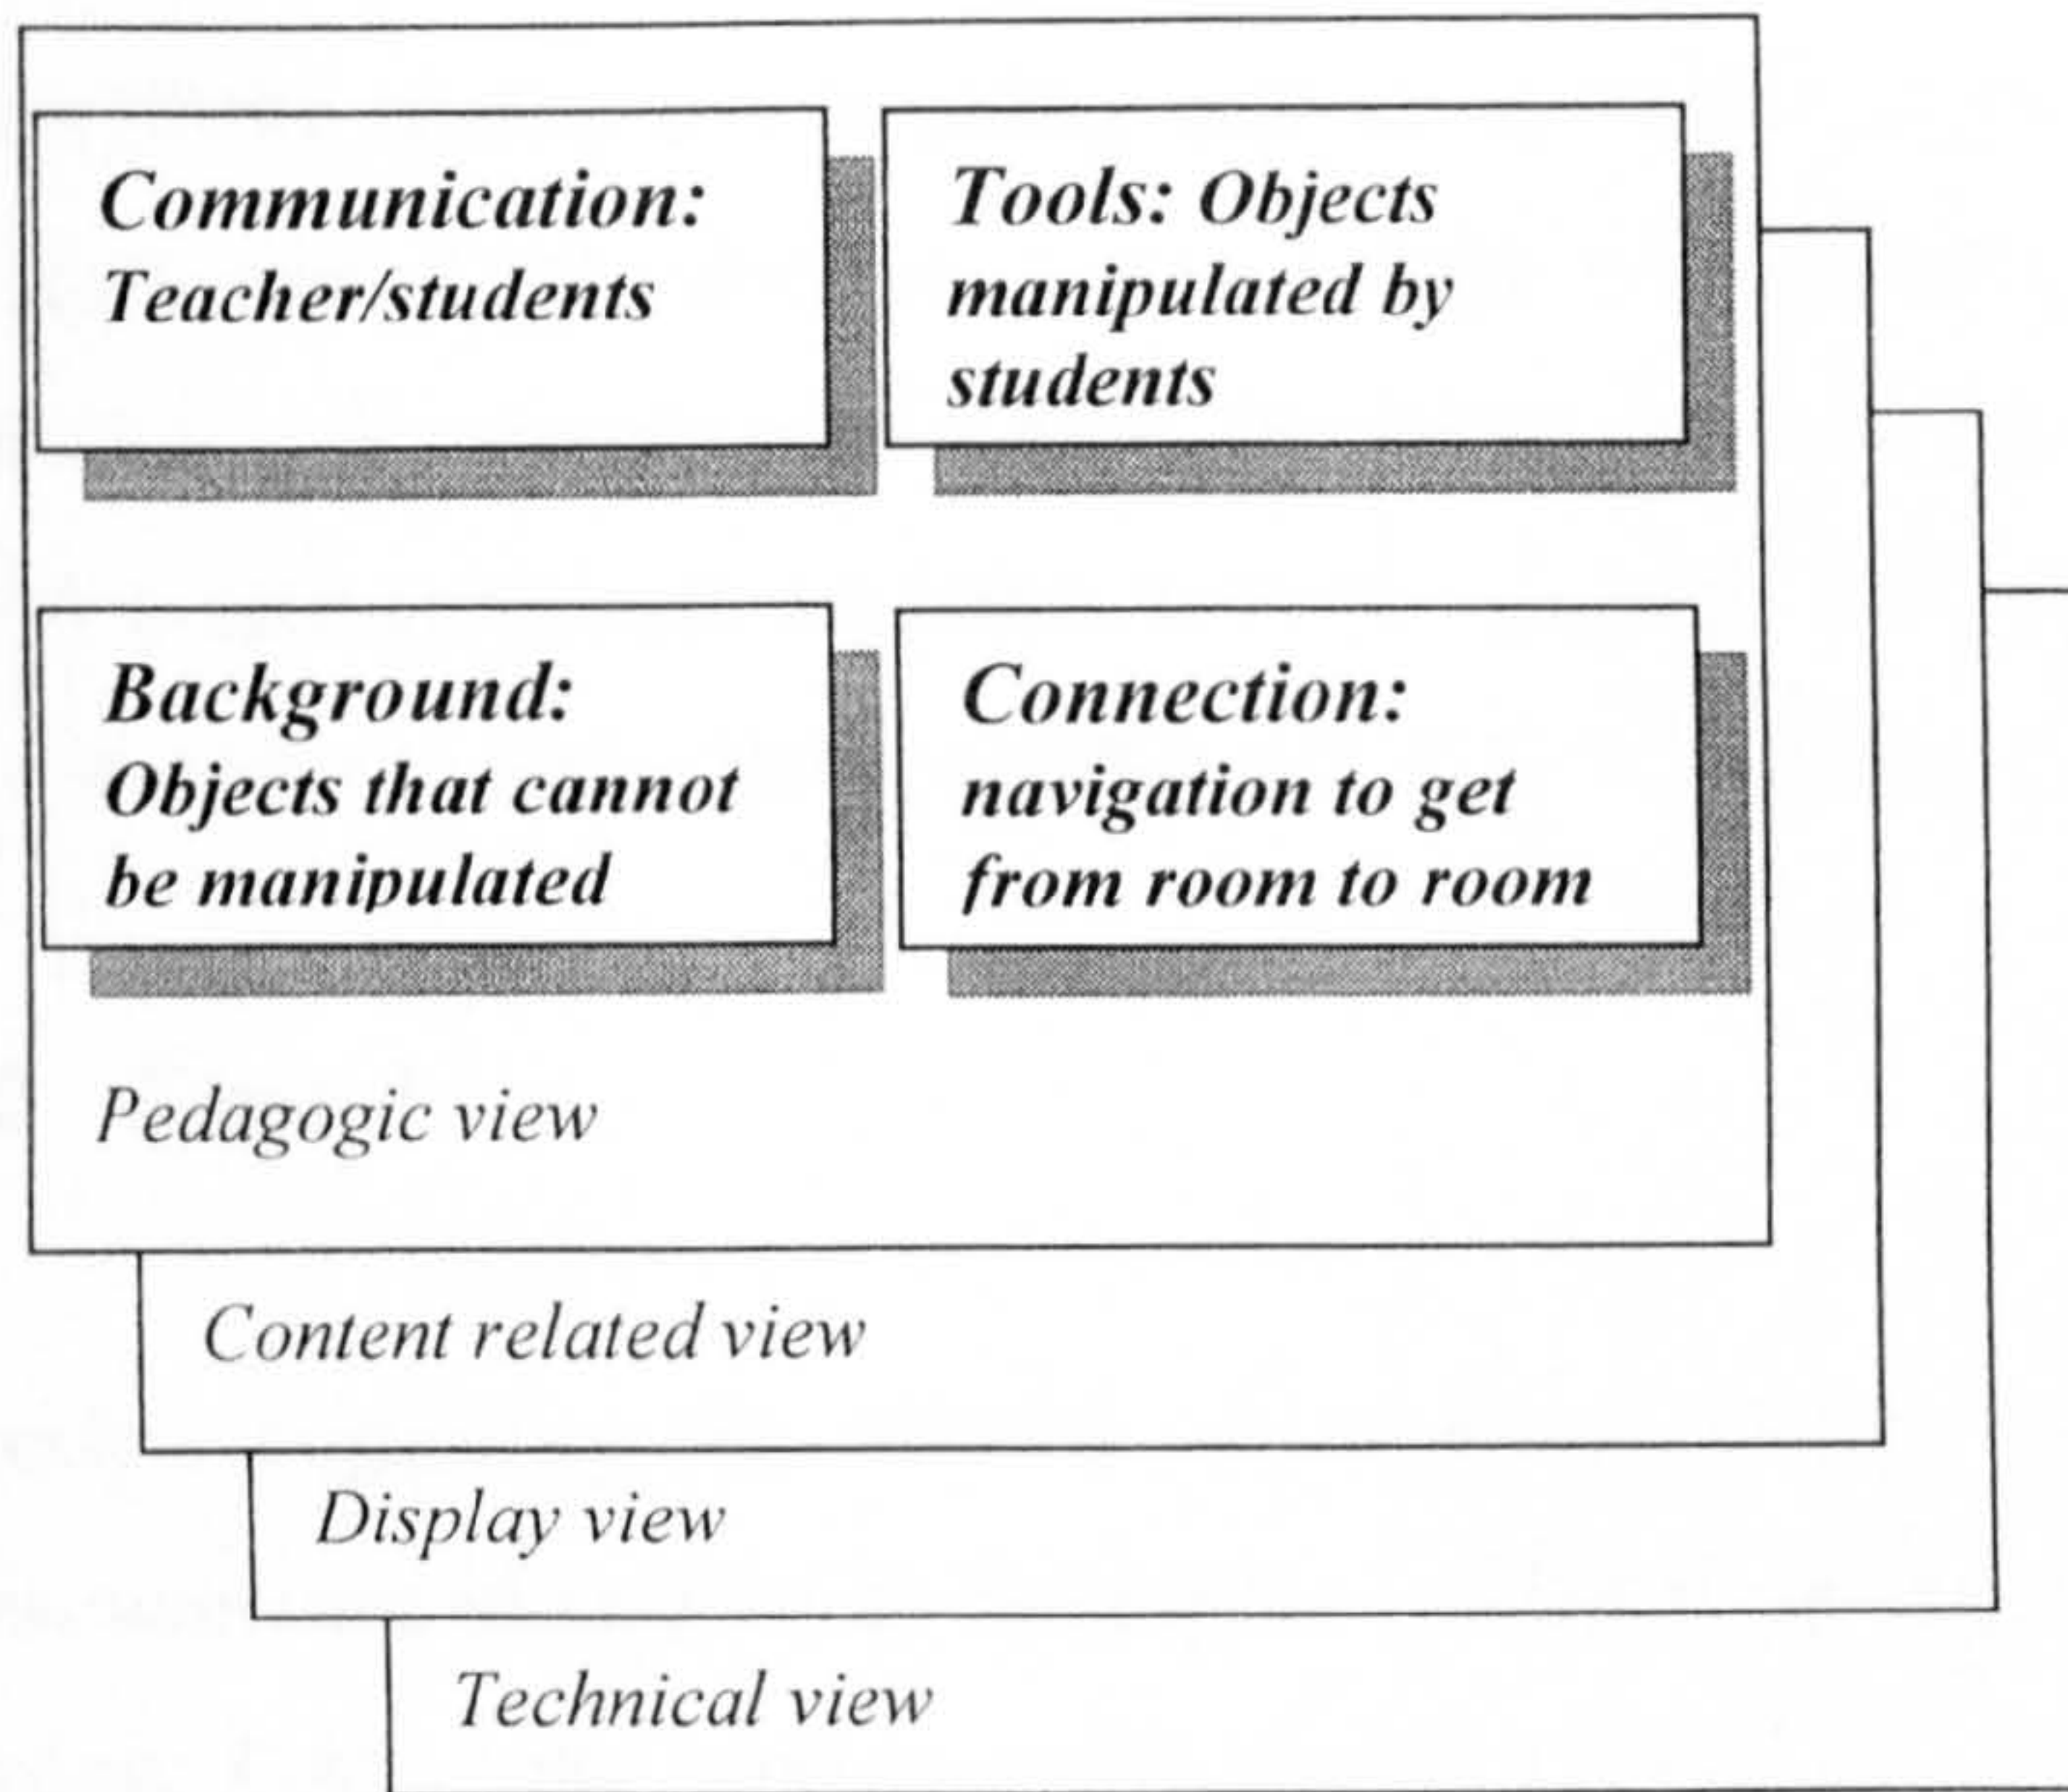 Communication:
Teacher/students
Tools: Objects
manipulated by
students
Background:
Objects that cannot
be manipulated
Connection:
navigation to get
from room to room
Pedagogic view
Content related view
Display view
Technical view